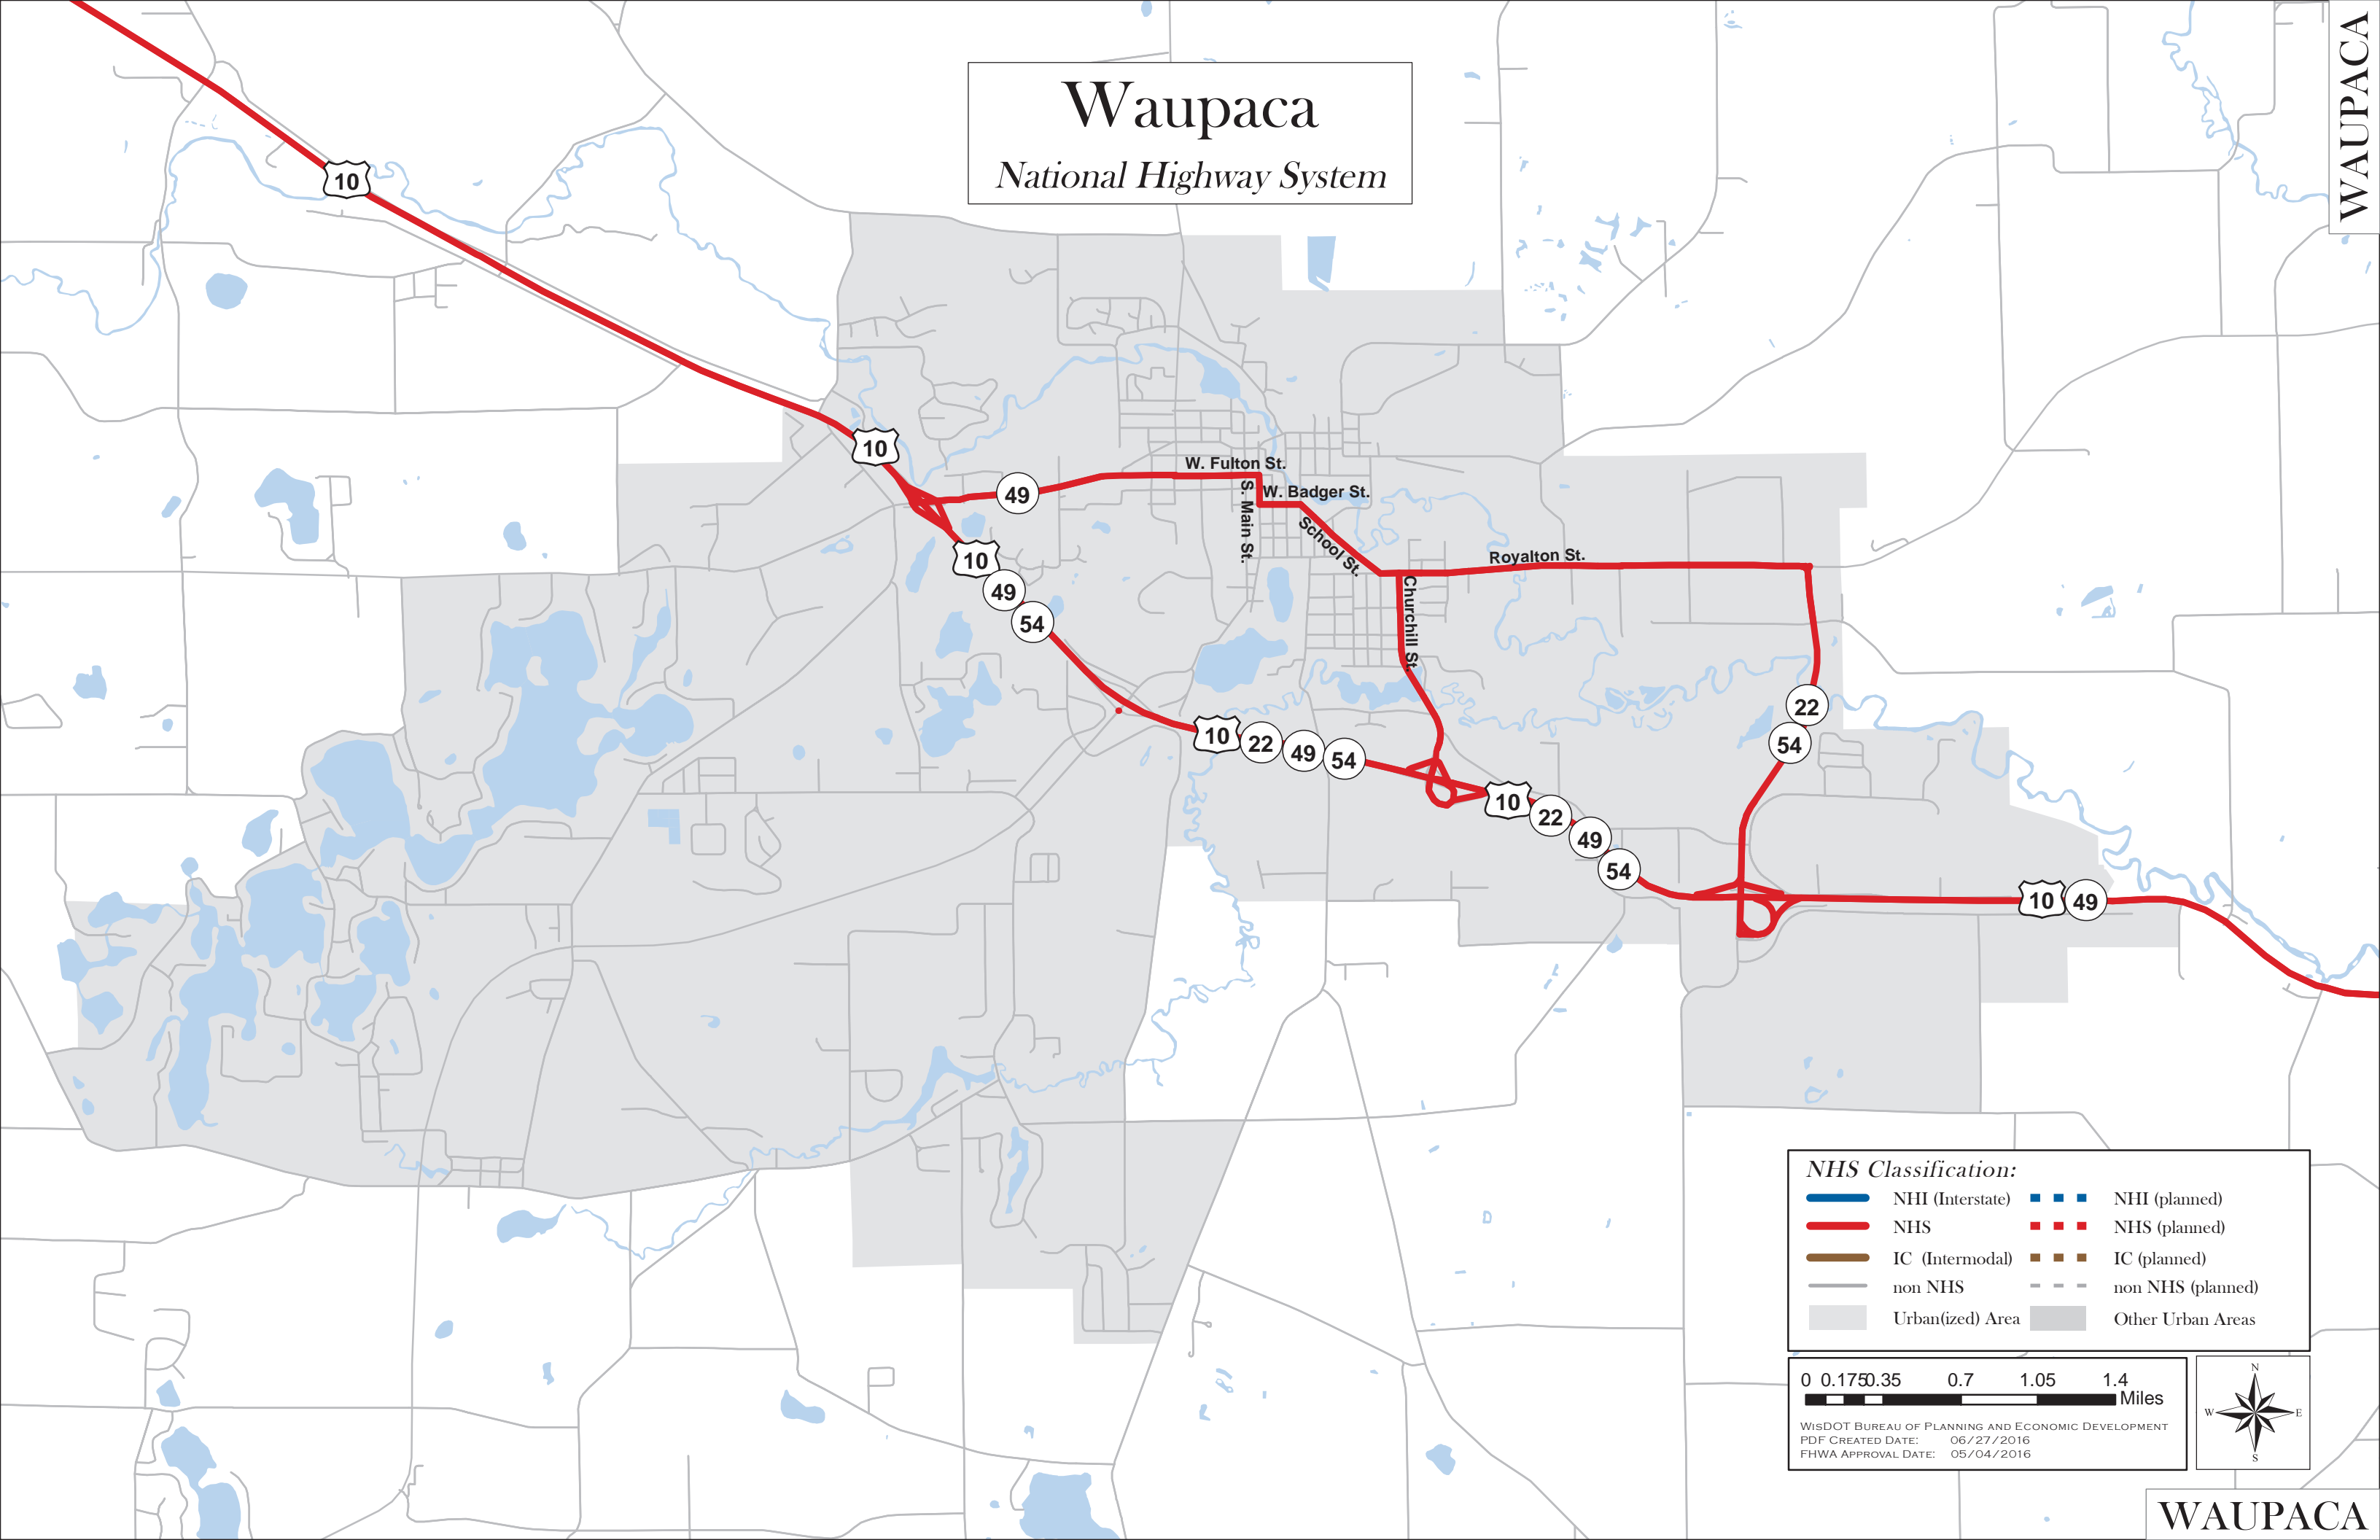 Waupaca
National Highway System
WAUPACA
10
10
W. Fulton St.
49
S. Main St.
W. Badger St.
School St.
Royalton St.
10
49
54
Churchill St.
22
54
10
22
49
54
10
22
49
54
10
49
NHS Classification:
NHI (Interstate) NHI (planned)
NHS NHS (planned)
IC (Intermodal) IC (planned)
non NHS non NHS (planned)
Urban(ized) Area Other Urban Areas
0 0.175 0.35 0.7 1.05 1.4
Miles
WisDOT Bureau of Planning and Economic Development
PDF Created Date: 06/27/2016
FHWA Approval Date: 05/04/2016
N
W E
S
WAUPACA